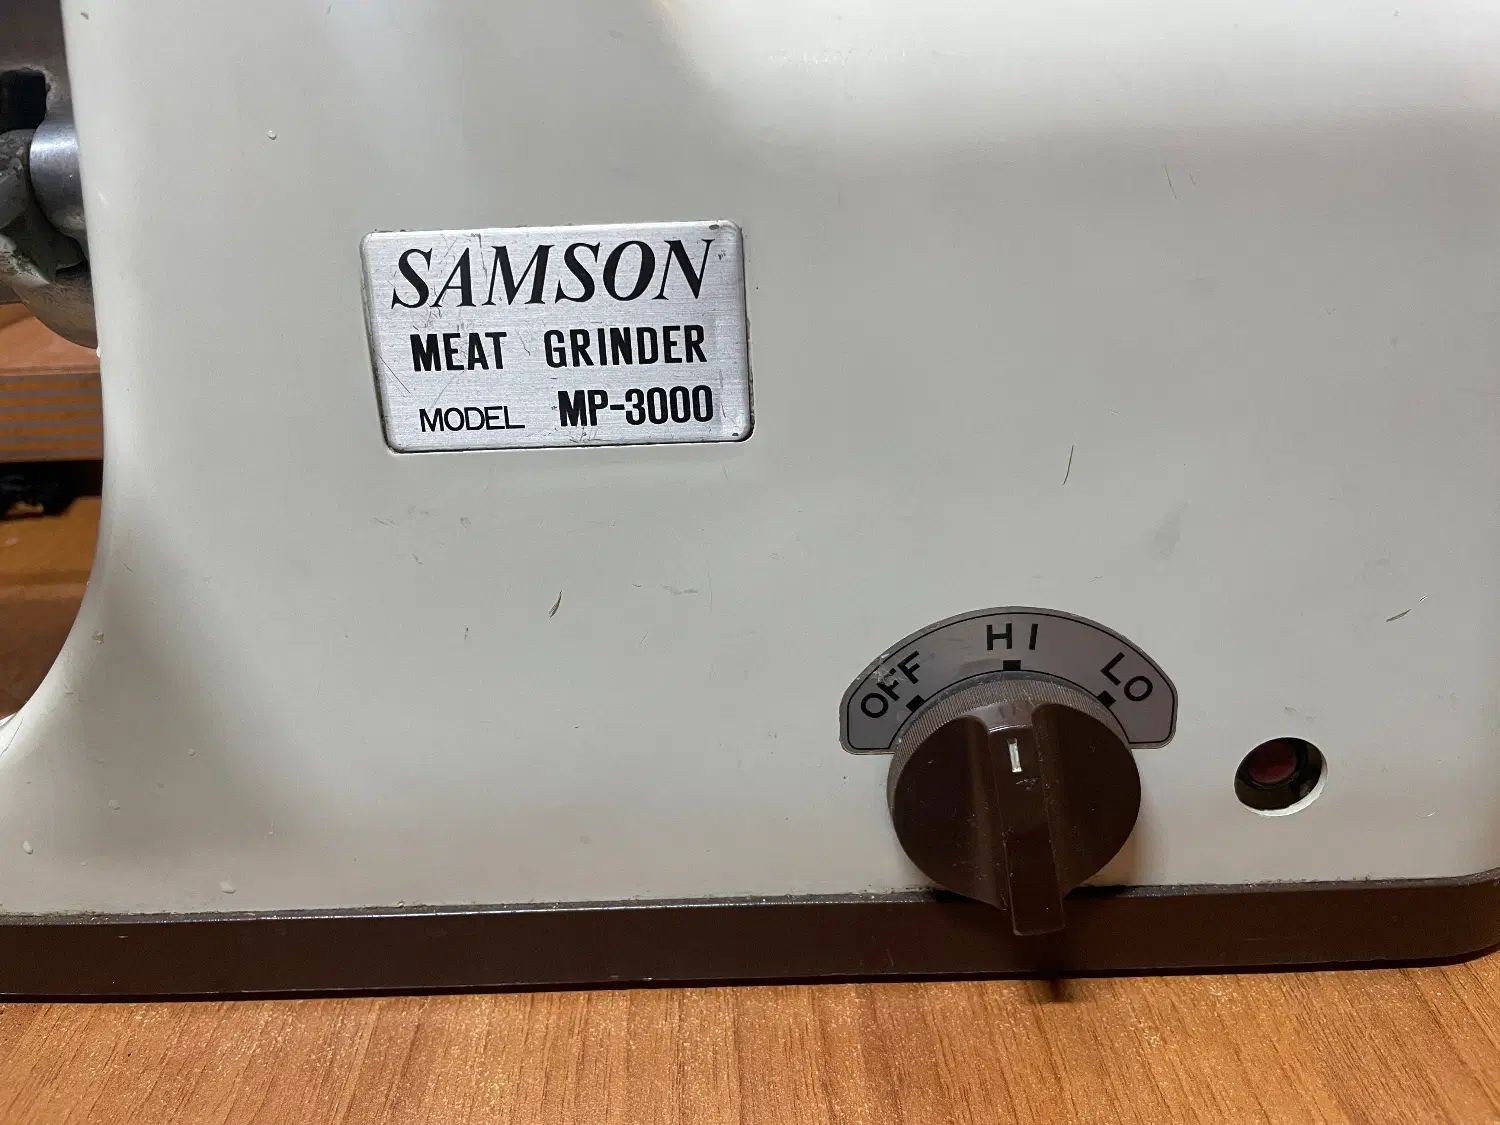 SAMSON
MEAT GRINDER
MODEL MP-3000
OFF HI LO